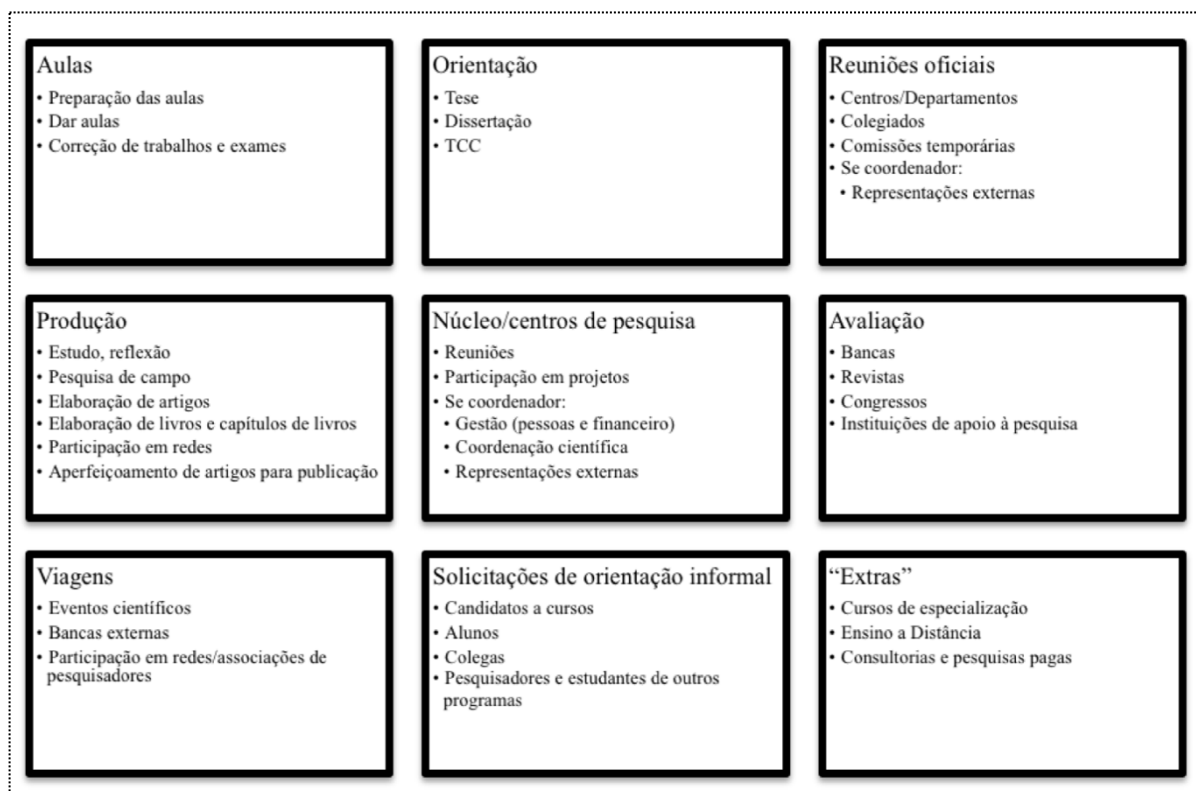 Aulas
• Preparação das aulas
• Dar aulas
• Correção de trabalhos e exames
Orientação
• Tese
• Dissertação
• TCC
Reuniões oficiais
• Centros/Departamentos
• Colegiados
• Comissões temporárias
• Se coordenador:
• Representações externas
Produção
• Estudo, reflexão
• Pesquisa de campo
• Elaboração de artigos
• Elaboração de livros e capítulos de livros
• Participação em redes
• Aperfeiçoamento de artigos para publicação
Núcleo/centros de pesquisa
• Reuniões
• Participação em projetos
• Se coordenador:
• Gestão (pessoas e financeiro)
• Coordenação científica
• Representações externas
Avaliação
• Bancas
• Revistas
• Congressos
• Instituições de apoio à pesquisa
Viagens
• Eventos científicos
• Bancas externas
• Participação em redes/associações de
pesquisadores
Solicitações de orientação informal
• Candidatos a cursos
• Alunos
• Colegas
• Pesquisadores e estudantes de outros
programas
“Extras”
• Cursos de especialização
• Ensino a Distância
• Consultorias e pesquisas pagas